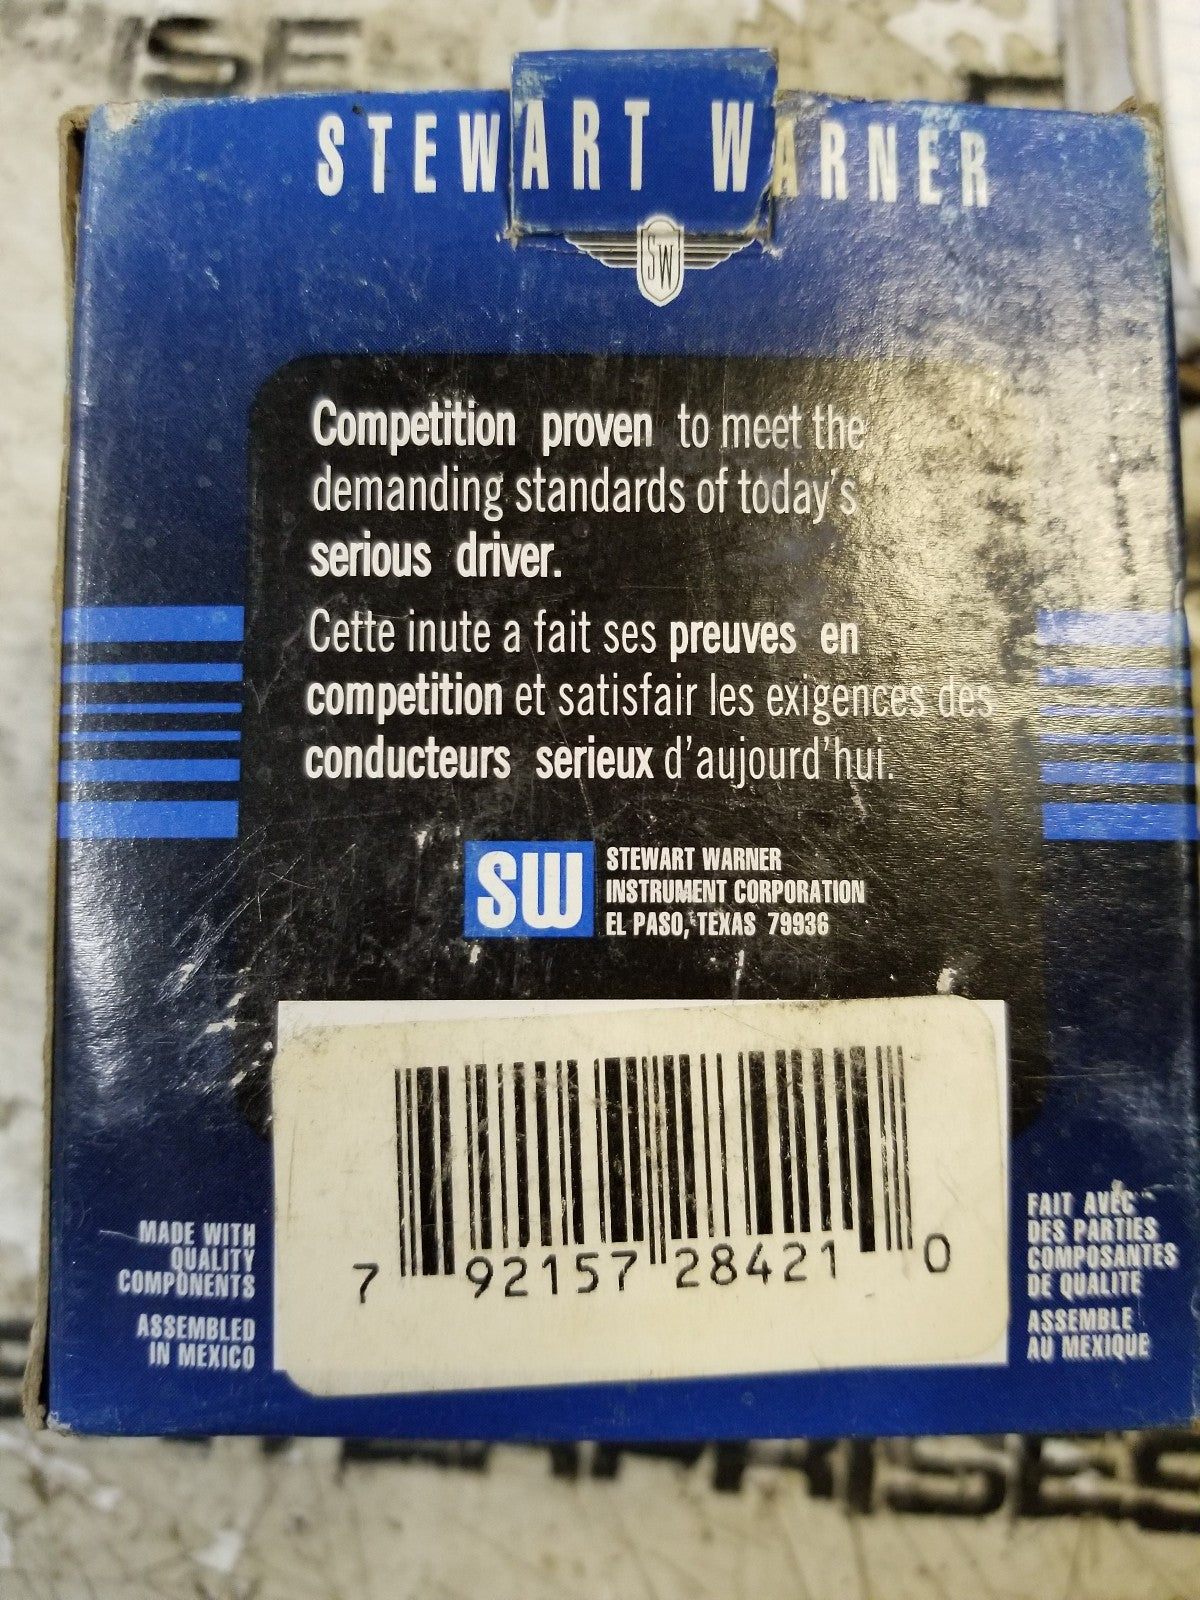 ISE
STEWART WARNER
SW
Competition proven to meet the
demanding standards of today's
serious driver.
Cette inute a fait ses preuves en
competition et satisfair les exigences des
conducteurs serieux d'aujourd'hui.
SW
STEWART WARNER
INSTRUMENT CORPORATION
EL PASO, TEXAS 79936
7 92157 28421 0
MADE WITH
QUALITY
COMPONENTS
ASSEMBLED
IN MEXICO
FAIT AVEC
DES PARTIES
COMPOSANTES
DE QUALITE
ASSEMBLE
AU MEXIQUE